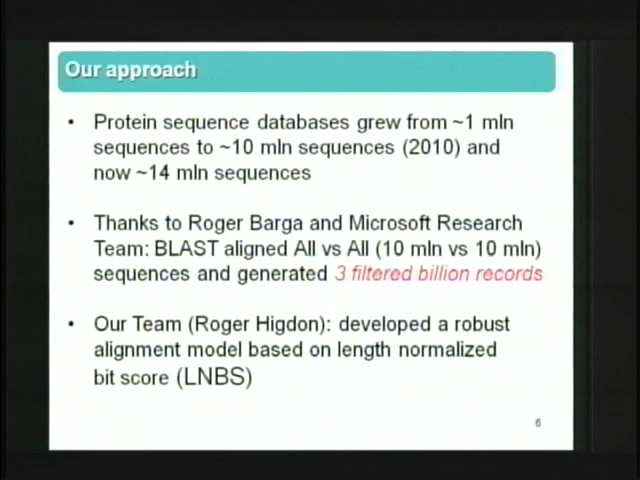 Our approach
• Protein sequence databases grew from ~1 mln
sequences to ~10 mln sequences (2010) and
now ~14 mln sequences
• Thanks to Roger Barga and Microsoft Research
Team: BLAST aligned All vs All (10 mln vs 10 mln)
sequences and generated 3 filtered billion records
• Our Team (Roger Higdon): developed a robust
alignment model based on length normalized
bit score (LNBS)
6